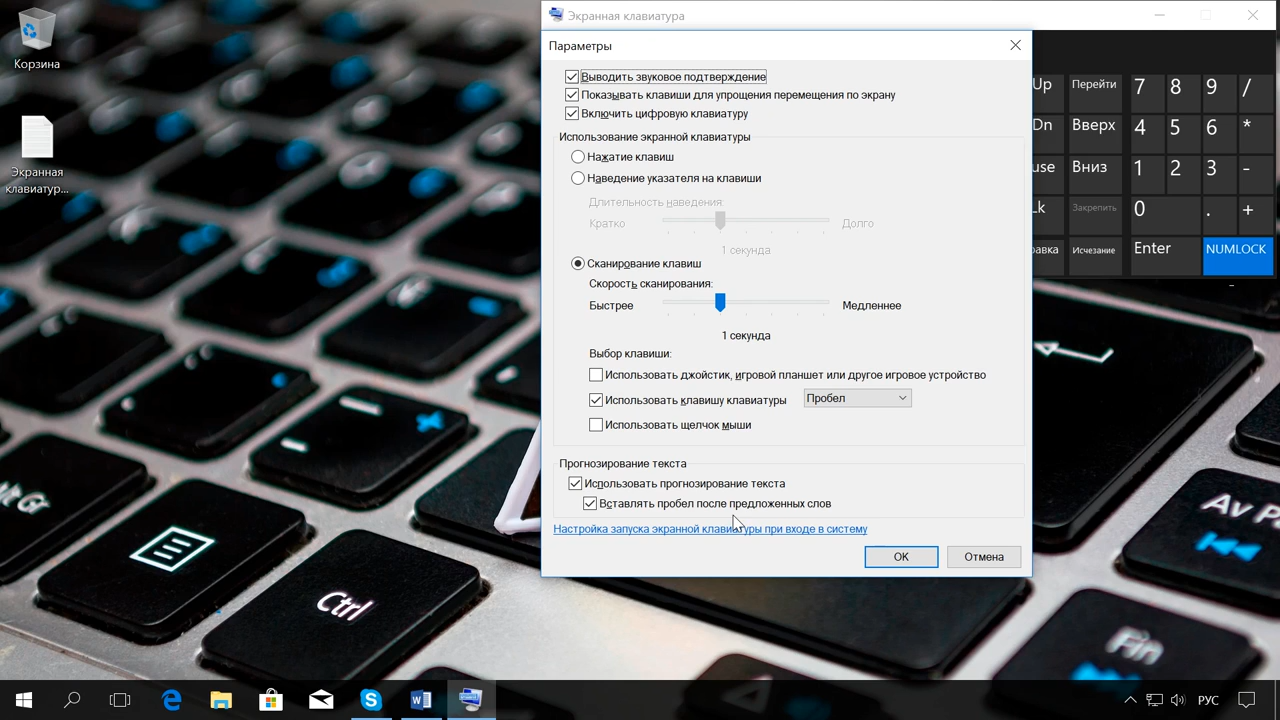 Корзина
Экранная
клавиатур...
Экранная клавиатура
Параметры
Выводить звуковое подтверждение
Показывать клавиши для упрощения перемещения по экрану
Включить цифровую клавиатуру
Использование экранной клавиатуры
Нажатие клавиш
Наведение указателя на клавиши
Длительность наведения:
Кратко
Долго
1 секунда
Сканирование клавиш
Скорость сканирования:
Быстрее
Медленнее
1 секунда
Выбор клавиши:
Использовать джойстик, игровой планшет или другое игровое устройство
Использовать клавишу клавиатуры
Пробел
Использовать щелчок мыши
Прогнозирование текста
Использовать прогнозирование текста
Вставлять пробел после предложенных слов
Настройка запуска экранной клавиатуры при входе в систему
OK
Отмена
Up Перейти 7 8 9 /
Dn Вверх 4 5 6 *
use Вниз 1 2 3 -
Lk Закрепить 0 . +
равка Исчезание Enter NUMLOCK
Alt Gr
Ctrl
Av P
Fin
РУС